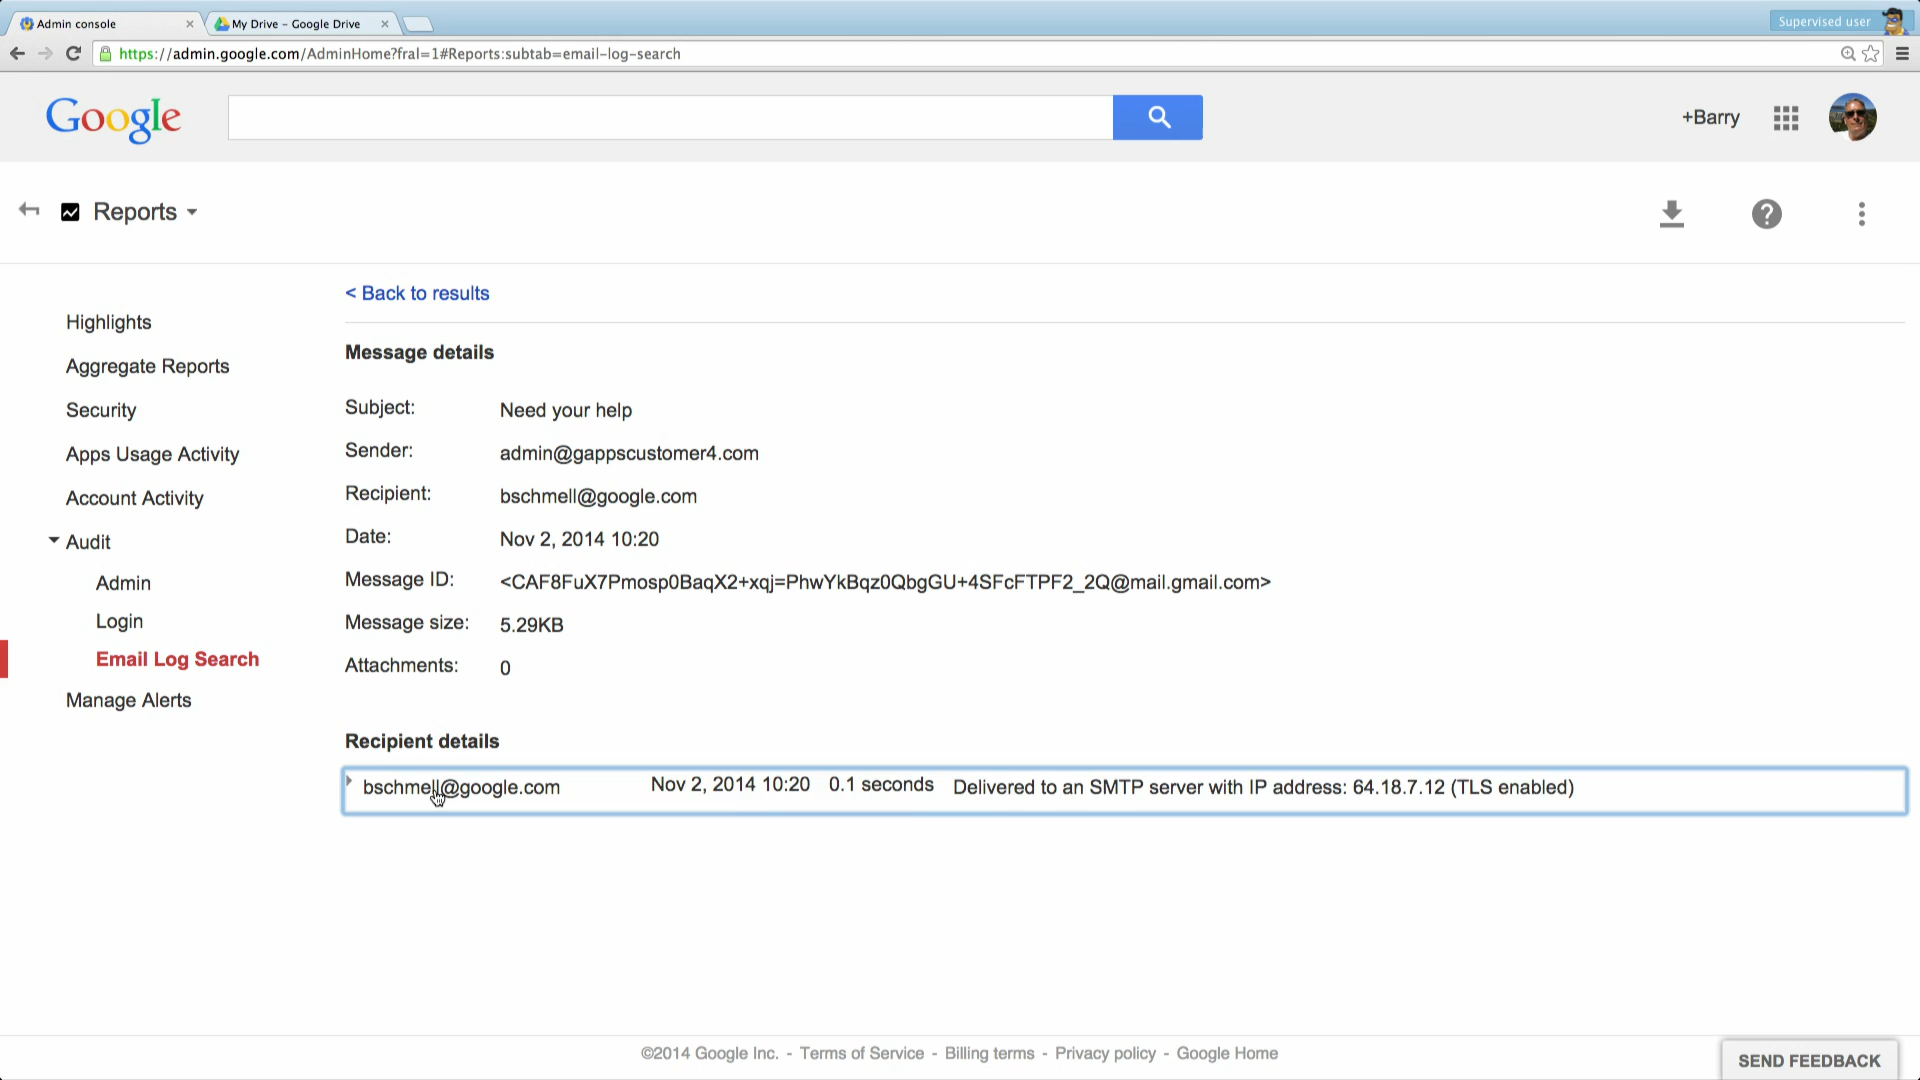 Admin console
My Drive – Google Drive
Supervised user
https://admin.google.com/AdminHome?fral=1#Reports:subtab=email-log-search
Google
+Barry
Reports
< Back to results
Highlights
Aggregate Reports
Security
Apps Usage Activity
Account Activity
Audit
Admin
Login
Email Log Search
Manage Alerts
Message details
Subject: Need your help
Sender: admin@gappscustomer4.com
Recipient: bschmell@google.com
Date: Nov 2, 2014 10:20
Message ID: <CAF8FuX7Pmosp0BaqX2+xqj=PhwYkBqz0QbgGU+4SFcFTPF2_2Q@mail.gmail.com>
Message size: 5.29KB
Attachments: 0
Recipient details
bschmell@google.com Nov 2, 2014 10:20 0.1 seconds Delivered to an SMTP server with IP address: 64.18.7.12 (TLS enabled)
©2014 Google Inc. - Terms of Service - Billing terms - Privacy policy - Google Home
SEND FEEDBACK